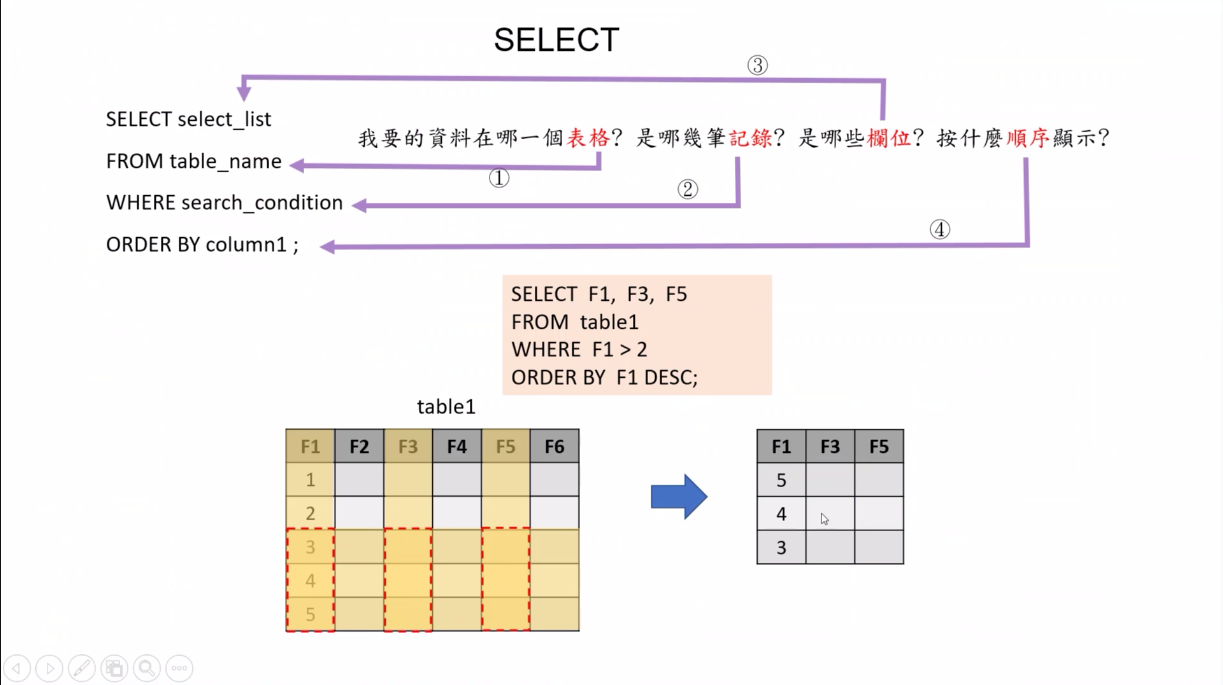 SELECT
③
SELECT select_list
我要的資料在哪一個表格? 是哪幾筆記錄? 是哪些欄位? 按什麼順序顯示?
FROM table_name
①
②
WHERE search_condition
④
ORDER BY column1 ;
SELECT F1, F3, F5
FROM table1
WHERE F1 > 2
ORDER BY F1 DESC;
table1
F1 F2 F3 F4 F5 F6
1
2
3
4
5
F1 F3 F5
5
4
3